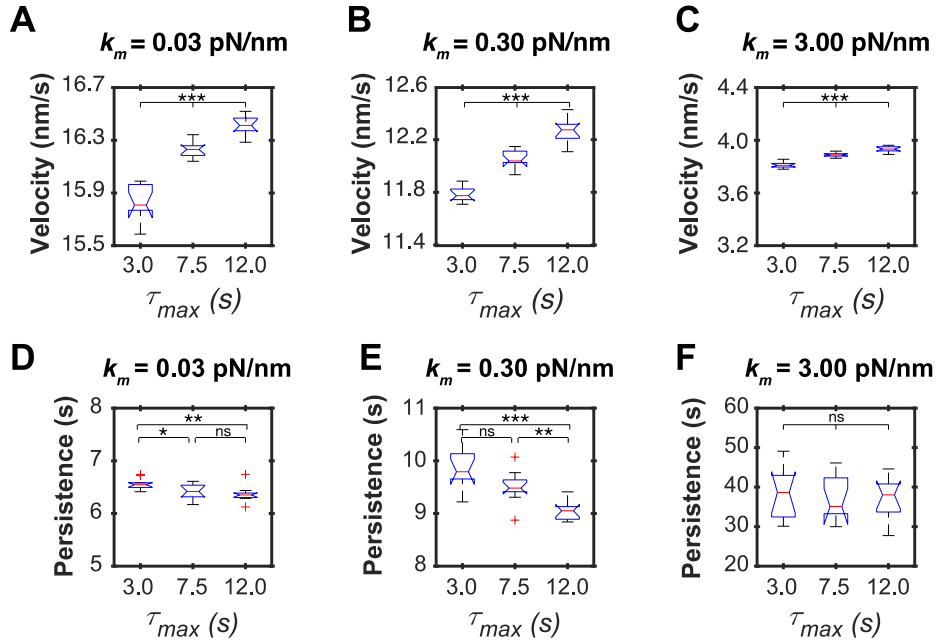 A
k_m = 0.03 pN/nm
Velocity (nm/s)
16.7
16.3
15.9
15.5
***
3.0 7.5 12.0
τ_max (s)
B
k_m = 0.30 pN/nm
Velocity (nm/s)
12.6
12.2
11.8
11.4
***
3.0 7.5 12.0
τ_max (s)
C
k_m = 3.00 pN/nm
Velocity (nm/s)
4.4
4.0
3.6
3.2
***
3.0 7.5 12.0
τ_max (s)
D
k_m = 0.03 pN/nm
Persistence (s)
8
7
6
5
**
* ns
3.0 7.5 12.0
τ_max (s)
E
k_m = 0.30 pN/nm
Persistence (s)
11
10
9
8
***
ns **
3.0 7.5 12.0
τ_max (s)
F
k_m = 3.00 pN/nm
Persistence (s)
60
50
40
30
20
ns
3.0 7.5 12.0
τ_max (s)